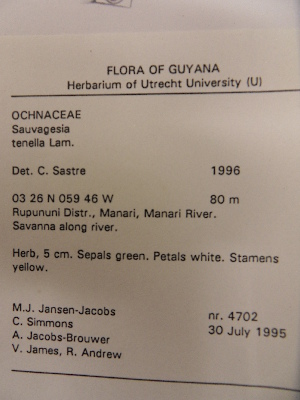 FLORA OF GUYANA
Herbarium of Utrecht University (U)
OCHNACEAE
Sauvagesia
tenella Lam.
Det. C. Sastre 1996
03 26 N 059 46 W 80 m
Rupununi Distr., Manari, Manari River.
Savanna along river.
Herb, 5 cm. Sepals green. Petals white. Stamens
yellow.
M.J. Jansen-Jacobs nr. 4702
C. Simmons 30 July 1995
A. Jacobs-Brouwer
V. James, R. Andrew